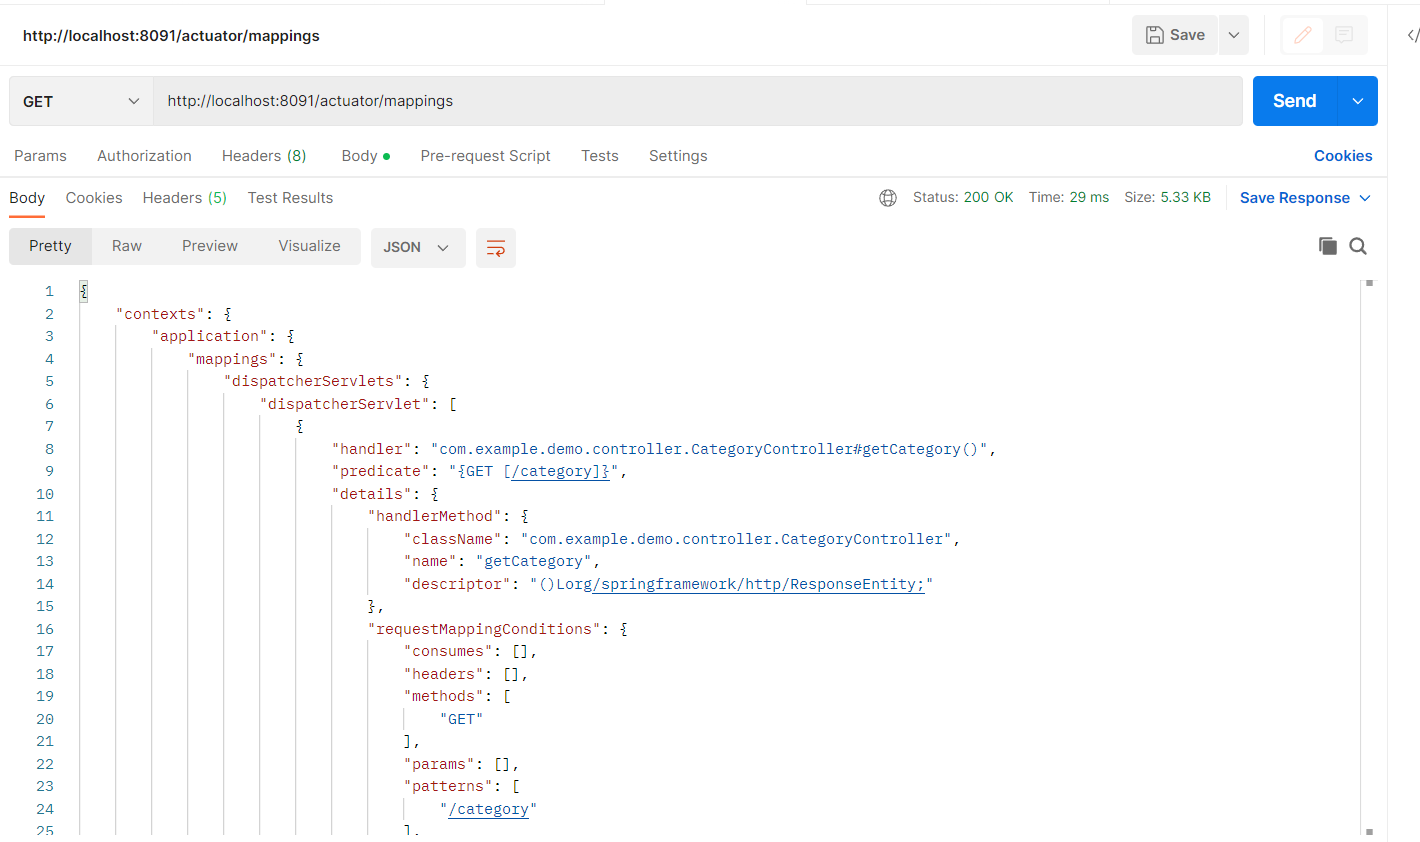 http://localhost:8091/actuator/mappings Save </
GET http://localhost:8091/actuator/mappings Send
Params Authorization Headers (8) Body Pre-request Script Tests Settings Cookies
Body Cookies Headers (5) Test Results Status: 200 OK Time: 29 ms Size: 5.33 KB Save Response
Pretty Raw Preview Visualize JSON
1 {
2 "contexts": {
3 "application": {
4 "mappings": {
5 "dispatcherServlets": {
6 "dispatcherServlet": [
7 {
8 "handler": "com.example.demo.controller.CategoryController#getCategory()",
9 "predicate": "{GET [/category]}",
10 "details": {
11 "handlerMethod": {
12 "className": "com.example.demo.controller.CategoryController",
13 "name": "getCategory",
14 "descriptor": "()Lorg/springframework/http/ResponseEntity;"
15 },
16 "requestMappingConditions": {
17 "consumes": [],
18 "headers": [],
19 "methods": [
20 "GET"
21 ],
22 "params": [],
23 "patterns": [
24 "/category"
25 ],